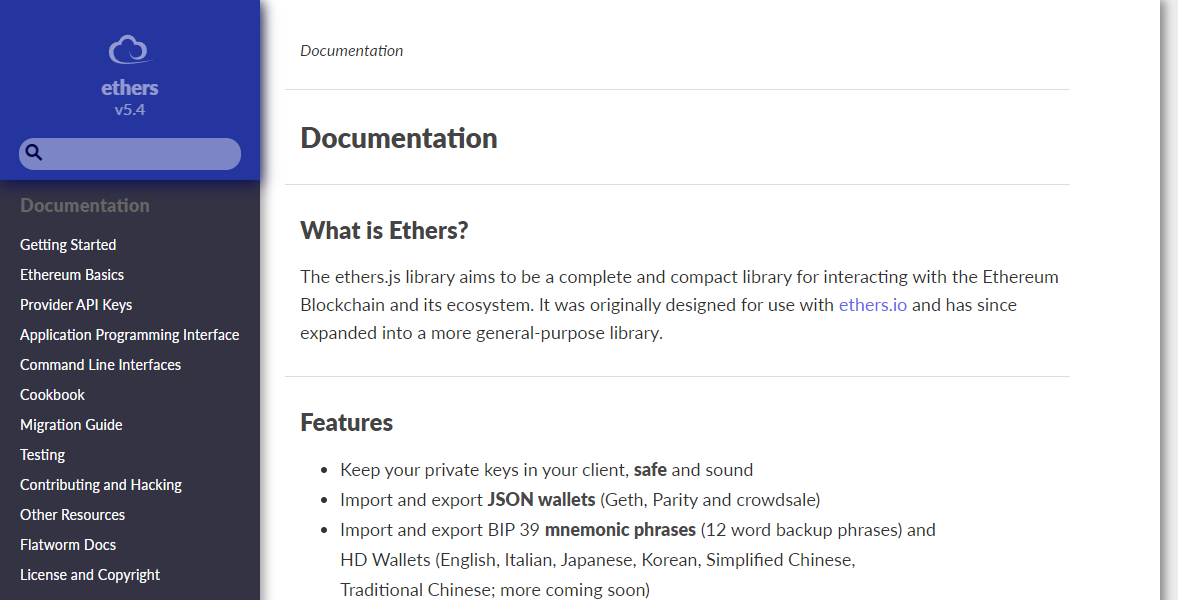 ethers
v5.4
Documentation
Getting Started
Ethereum Basics
Provider API Keys
Application Programming Interface
Command Line Interfaces
Cookbook
Migration Guide
Testing
Contributing and Hacking
Other Resources
Flatworm Docs
License and Copyright
Documentation
Documentation
What is Ethers?
The ethers.js library aims to be a complete and compact library for interacting with the Ethereum
Blockchain and its ecosystem. It was originally designed for use with ethers.io and has since
expanded into a more general-purpose library.
Features
• Keep your private keys in your client, safe and sound
• Import and export JSON wallets (Geth, Parity and crowdsale)
• Import and export BIP 39 mnemonic phrases (12 word backup phrases) and
HD Wallets (English, Italian, Japanese, Korean, Simplified Chinese,
Traditional Chinese; more coming soon)